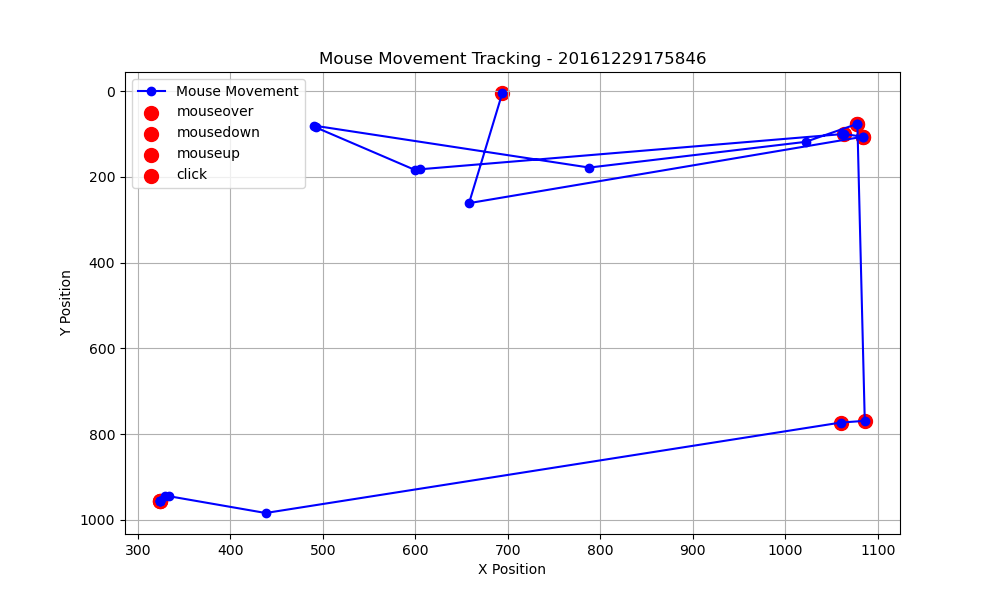 Mouse Movement Tracking - 20161229175846
Mouse Movement
mouseover
mousedown
mouseup
click
0
200
400
600
800
1000
Y Position
300 400 500 600 700 800 900 1000 1100
X Position